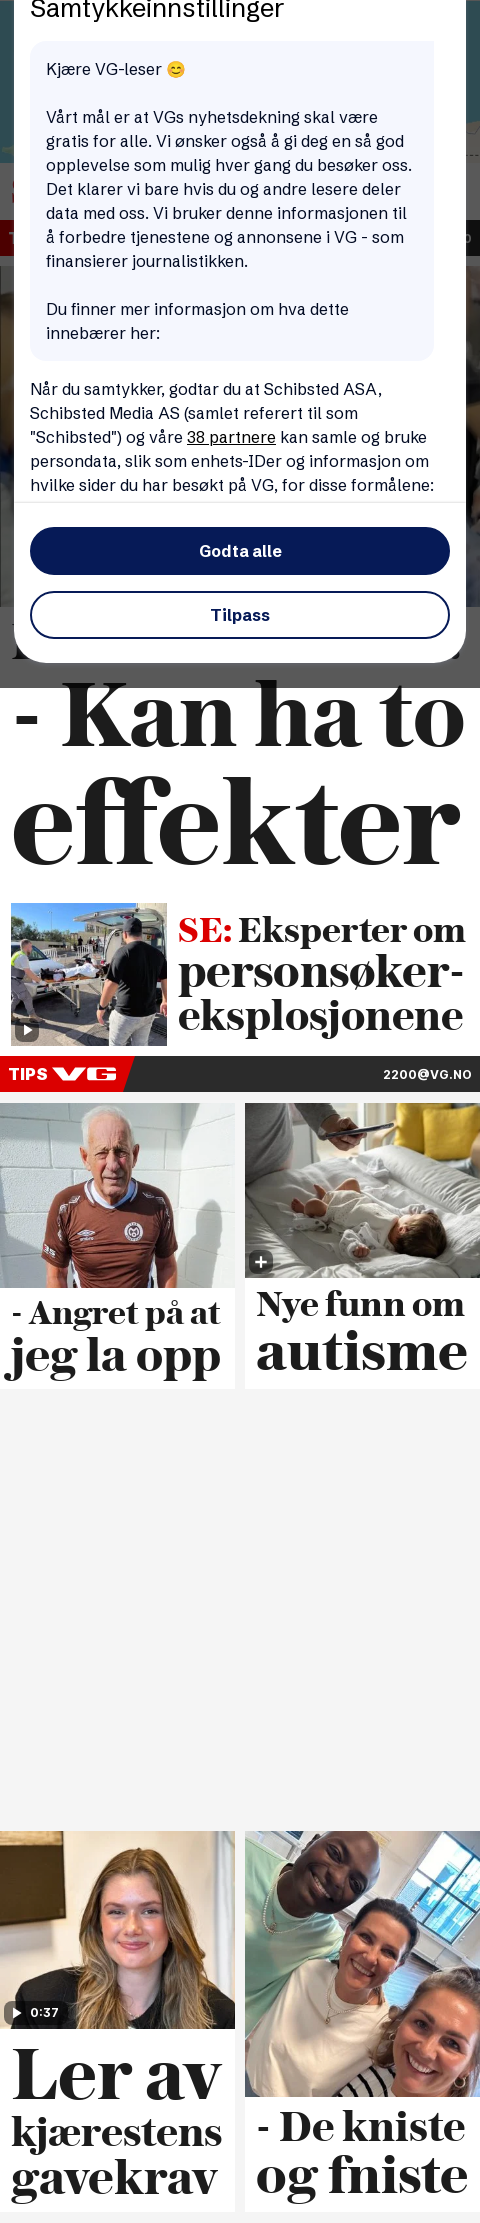 Samtykkeinnstillinger
Kjære VG-leser 😊
Vårt mål er at VGs nyhetsdekning skal være
gratis for alle. Vi ønsker også å gi deg en så god
opplevelse som mulig hver gang du besøker oss.
Det klarer vi bare hvis du og andre lesere deler
data med oss. Vi bruker denne informasjonen til
å forbedre tjenestene og annonsene i VG - som
finansierer journalistikken.
Du finner mer informasjon om hva dette
innebærer her:
Når du samtykker, godtar du at Schibsted ASA,
Schibsted Media AS (samlet referert til som
"Schibsted") og våre 38 partnere kan samle og bruke
persondata, slik som enhets-IDer og informasjon om
hvilke sider du har besøkt på VG, for disse formålene:
Godta alle
Tilpass
- Kan ha to
effekter
SE: Eksperter om
personsøker-
eksplosjonene
TIPS VG
2200@VG.NO
- Angret på at
jeg la opp
Nye funn om
autisme
0:37
Ler av
kjærestens
gavekrav
- De kniste
og fniste